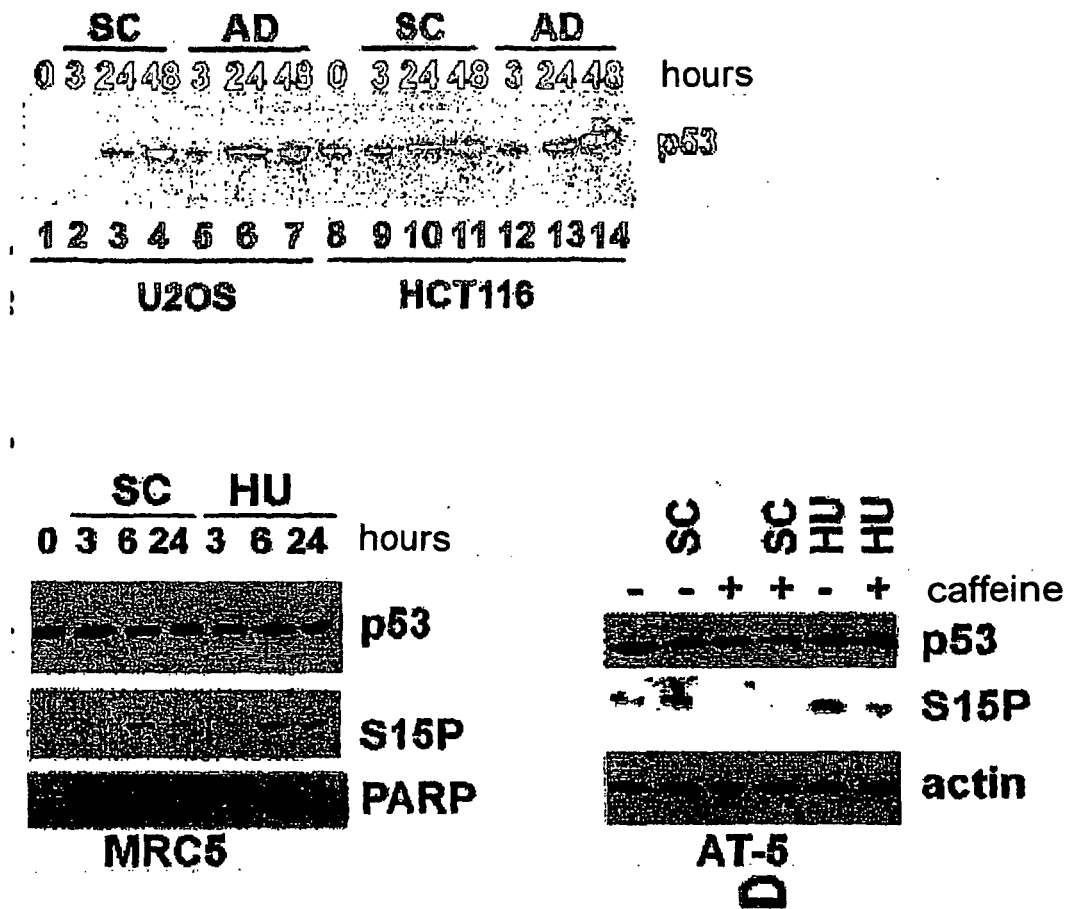 SC AD SC AD
0 3 24 48 3 24 48 0 3 24 48 3 24 48 hours
p53
1 2 3 4 5 6 7 8 9 10 11 12 13 14
U2OS HCT116
SC HU
0 3 6 24 3 6 24 hours
p53
S15P
PARP
MRC5
SC SC HU HU
- - + + - + caffeine
p53
S15P
actin
AT-5
D